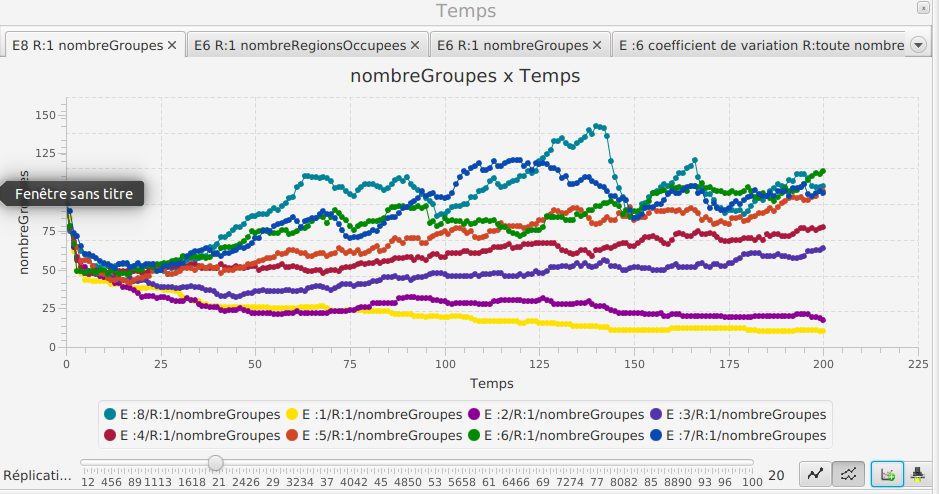 Temps
E8 R:1 nombreGroupes × E6 R:1 nombreRegionsOccupees × E6 R:1 nombreGroupes × E :6 coefficient de variation R:toute nombre
nombreGroupes x Temps
150
125
Fenêtre sans titre
75
50
25
0
0 25 50 75 100 125 150 175 200 225
Temps
E :8/R:1/nombreGroupes E :1/R:1/nombreGroupes E :2/R:1/nombreGroupes E :3/R:1/nombreGroupes
E :4/R:1/nombreGroupes E :5/R:1/nombreGroupes E :6/R:1/nombreGroupes E :7/R:1/nombreGroupes
Réplicati... 12 456 89 1113 1618 21 2426 29 3234 37 4042 45 4850 53 5658 61 6466 69 7274 77 8082 85 8890 93 96 100 20